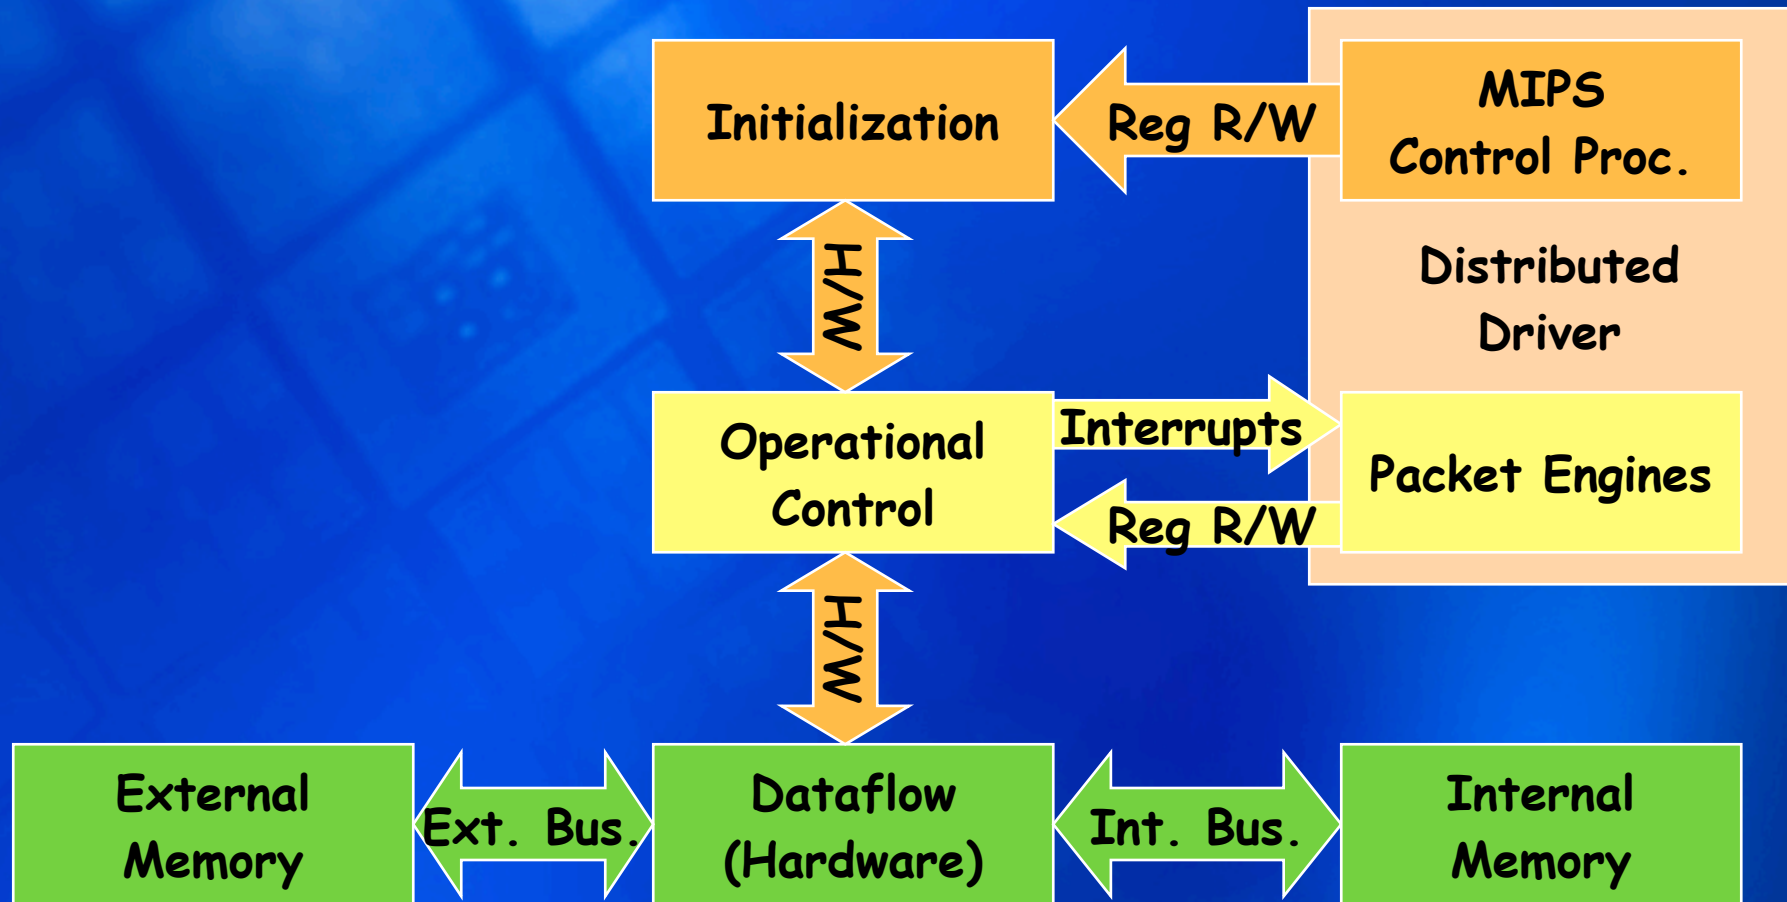 Initialization
Reg R/W
MIPS
Control Proc.
H/W
Distributed
Driver
Operational
Control
Interrupts
Reg R/W
Packet Engines
H/W
External
Memory
Ext. Bus.
Dataflow
(Hardware)
Int. Bus.
Internal
Memory